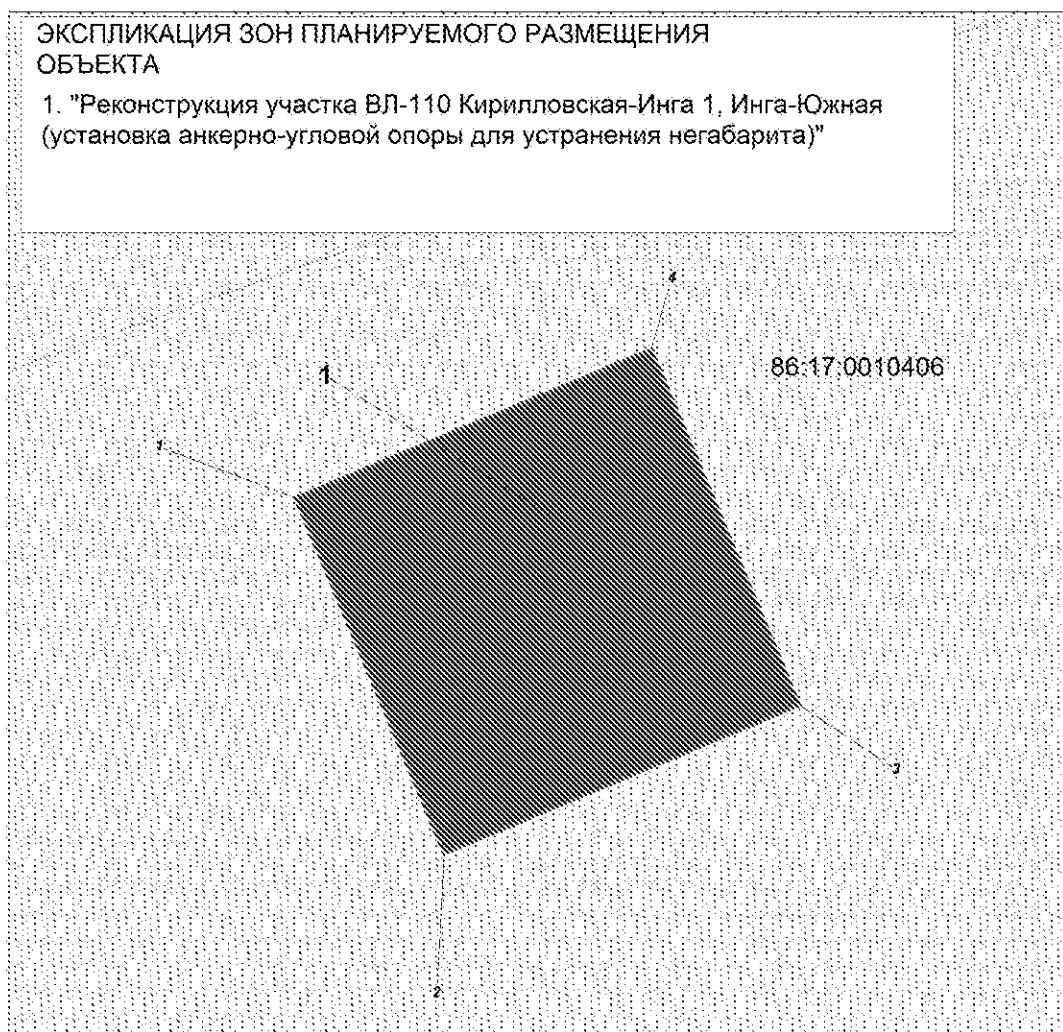 ЭКСПЛИКАЦИЯ ЗОН ПЛАНИРУЕМОГО РАЗМЕЩЕНИЯ
ОБЪЕКТА
1. "Реконструкция участка ВЛ-110 Кирилловская-Инга 1, Инга-Южная
(установка анкерно-угловой опоры для устранения негабарита)"
4
86:17:0010406
1
1
3
2